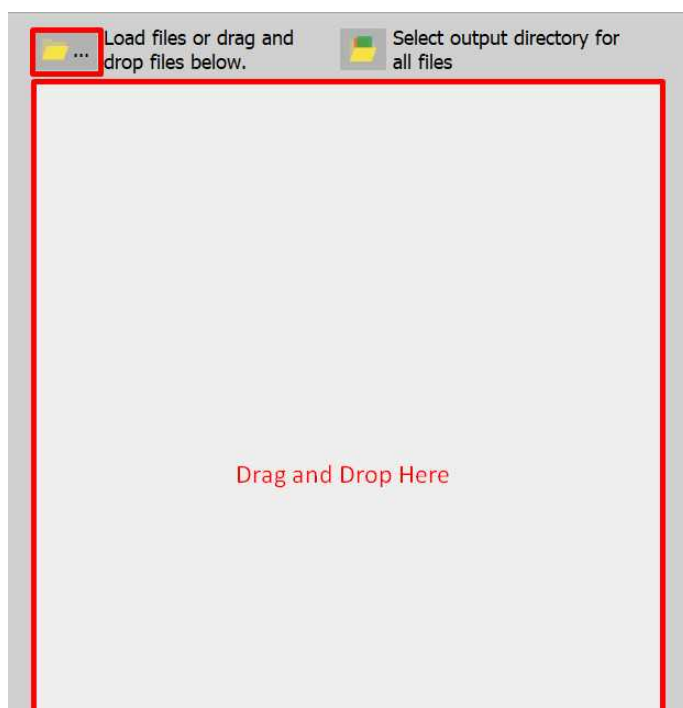 ...
Load files or drag and
drop files below.
Select output directory for
all files
Drag and Drop Here